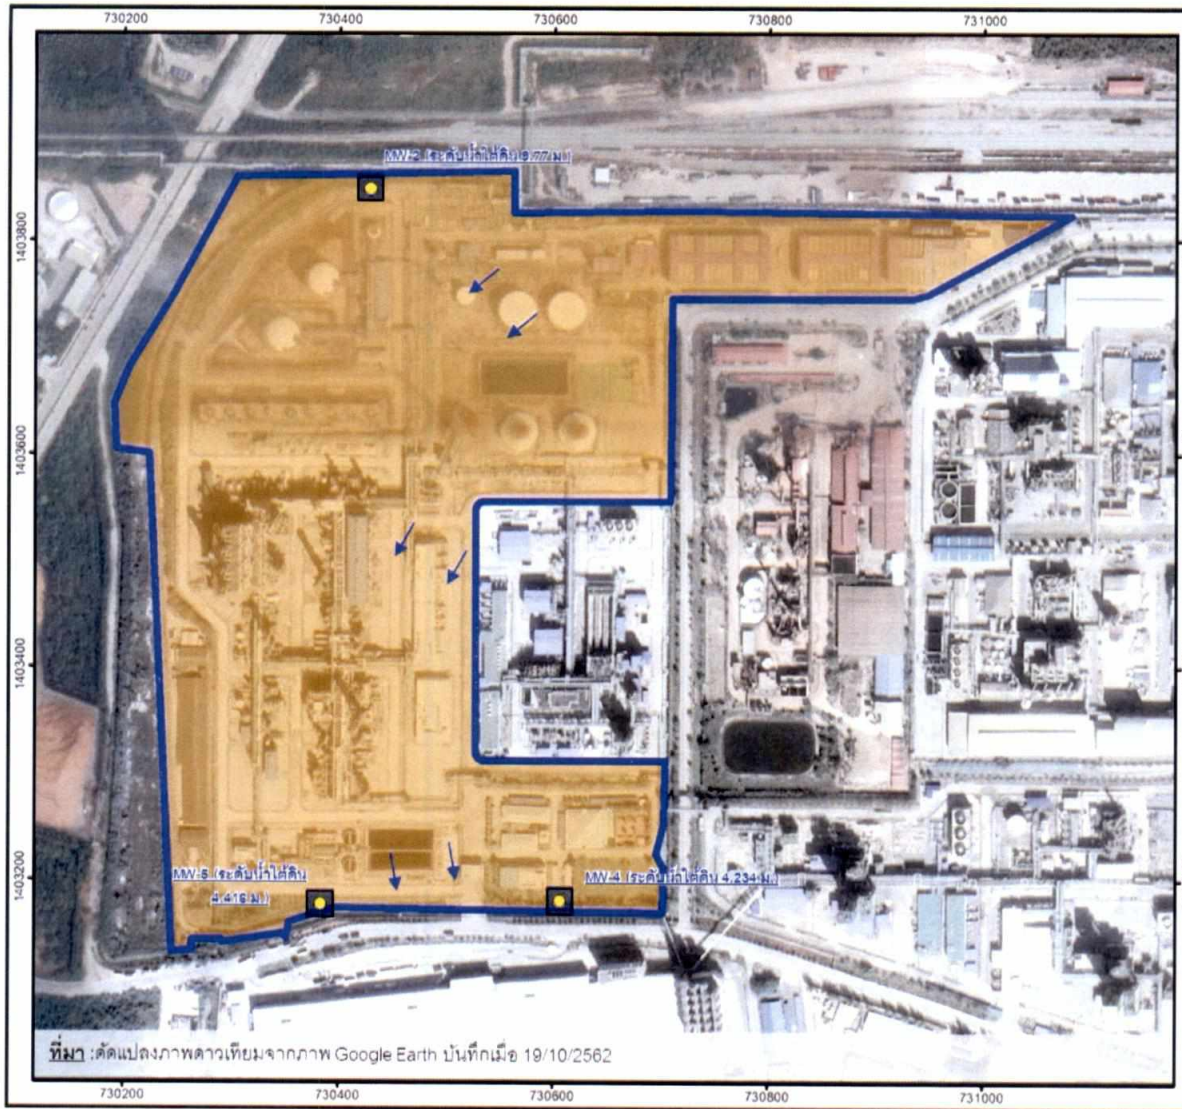 730200 730400 730600 730800 731000
MW-2 (ระดับน้ำใต้ดิน
1403800
1403600
1403400
1403200
MW-5 (ระดับน้ำใต้ดิน
4.416 ม.)
MW-4 (ระดับน้ำใต้ดิน 4.234 ม.)
ที่มา :ดัดแปลงภาพดาวเทียมจากภาพ Google Earth บันทึกเมื่อ 19/10/2562
730200 730400 730600 730800 731000